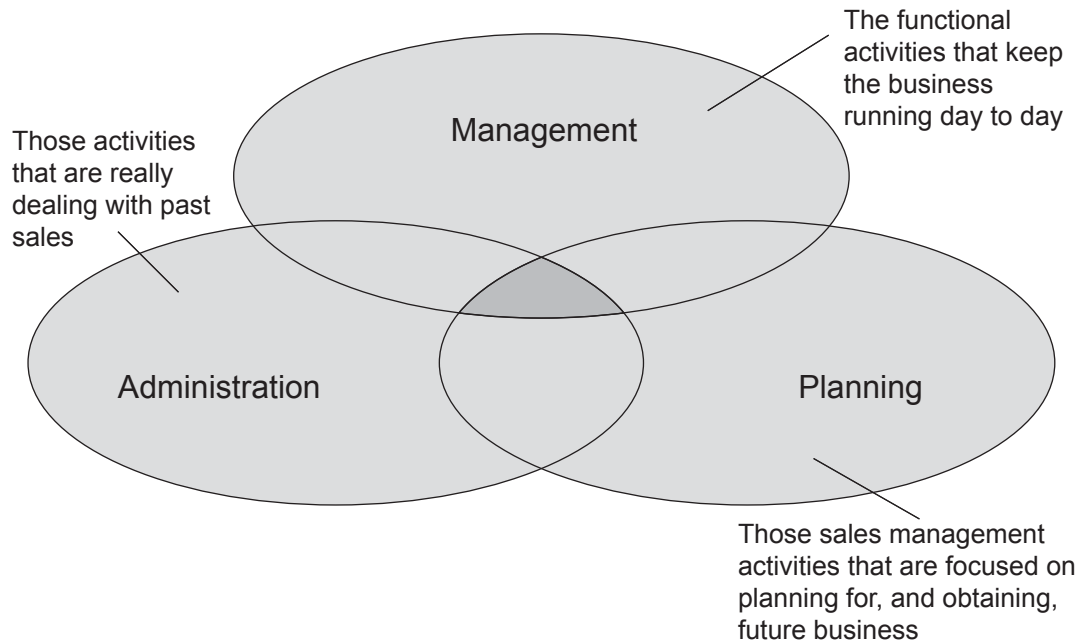 The functional
activities that keep
the business
running day to day
Management
Those activities
that are really
dealing with past
sales
Administration
Planning
Those sales management
activities that are focused on
planning for, and obtaining,
future business